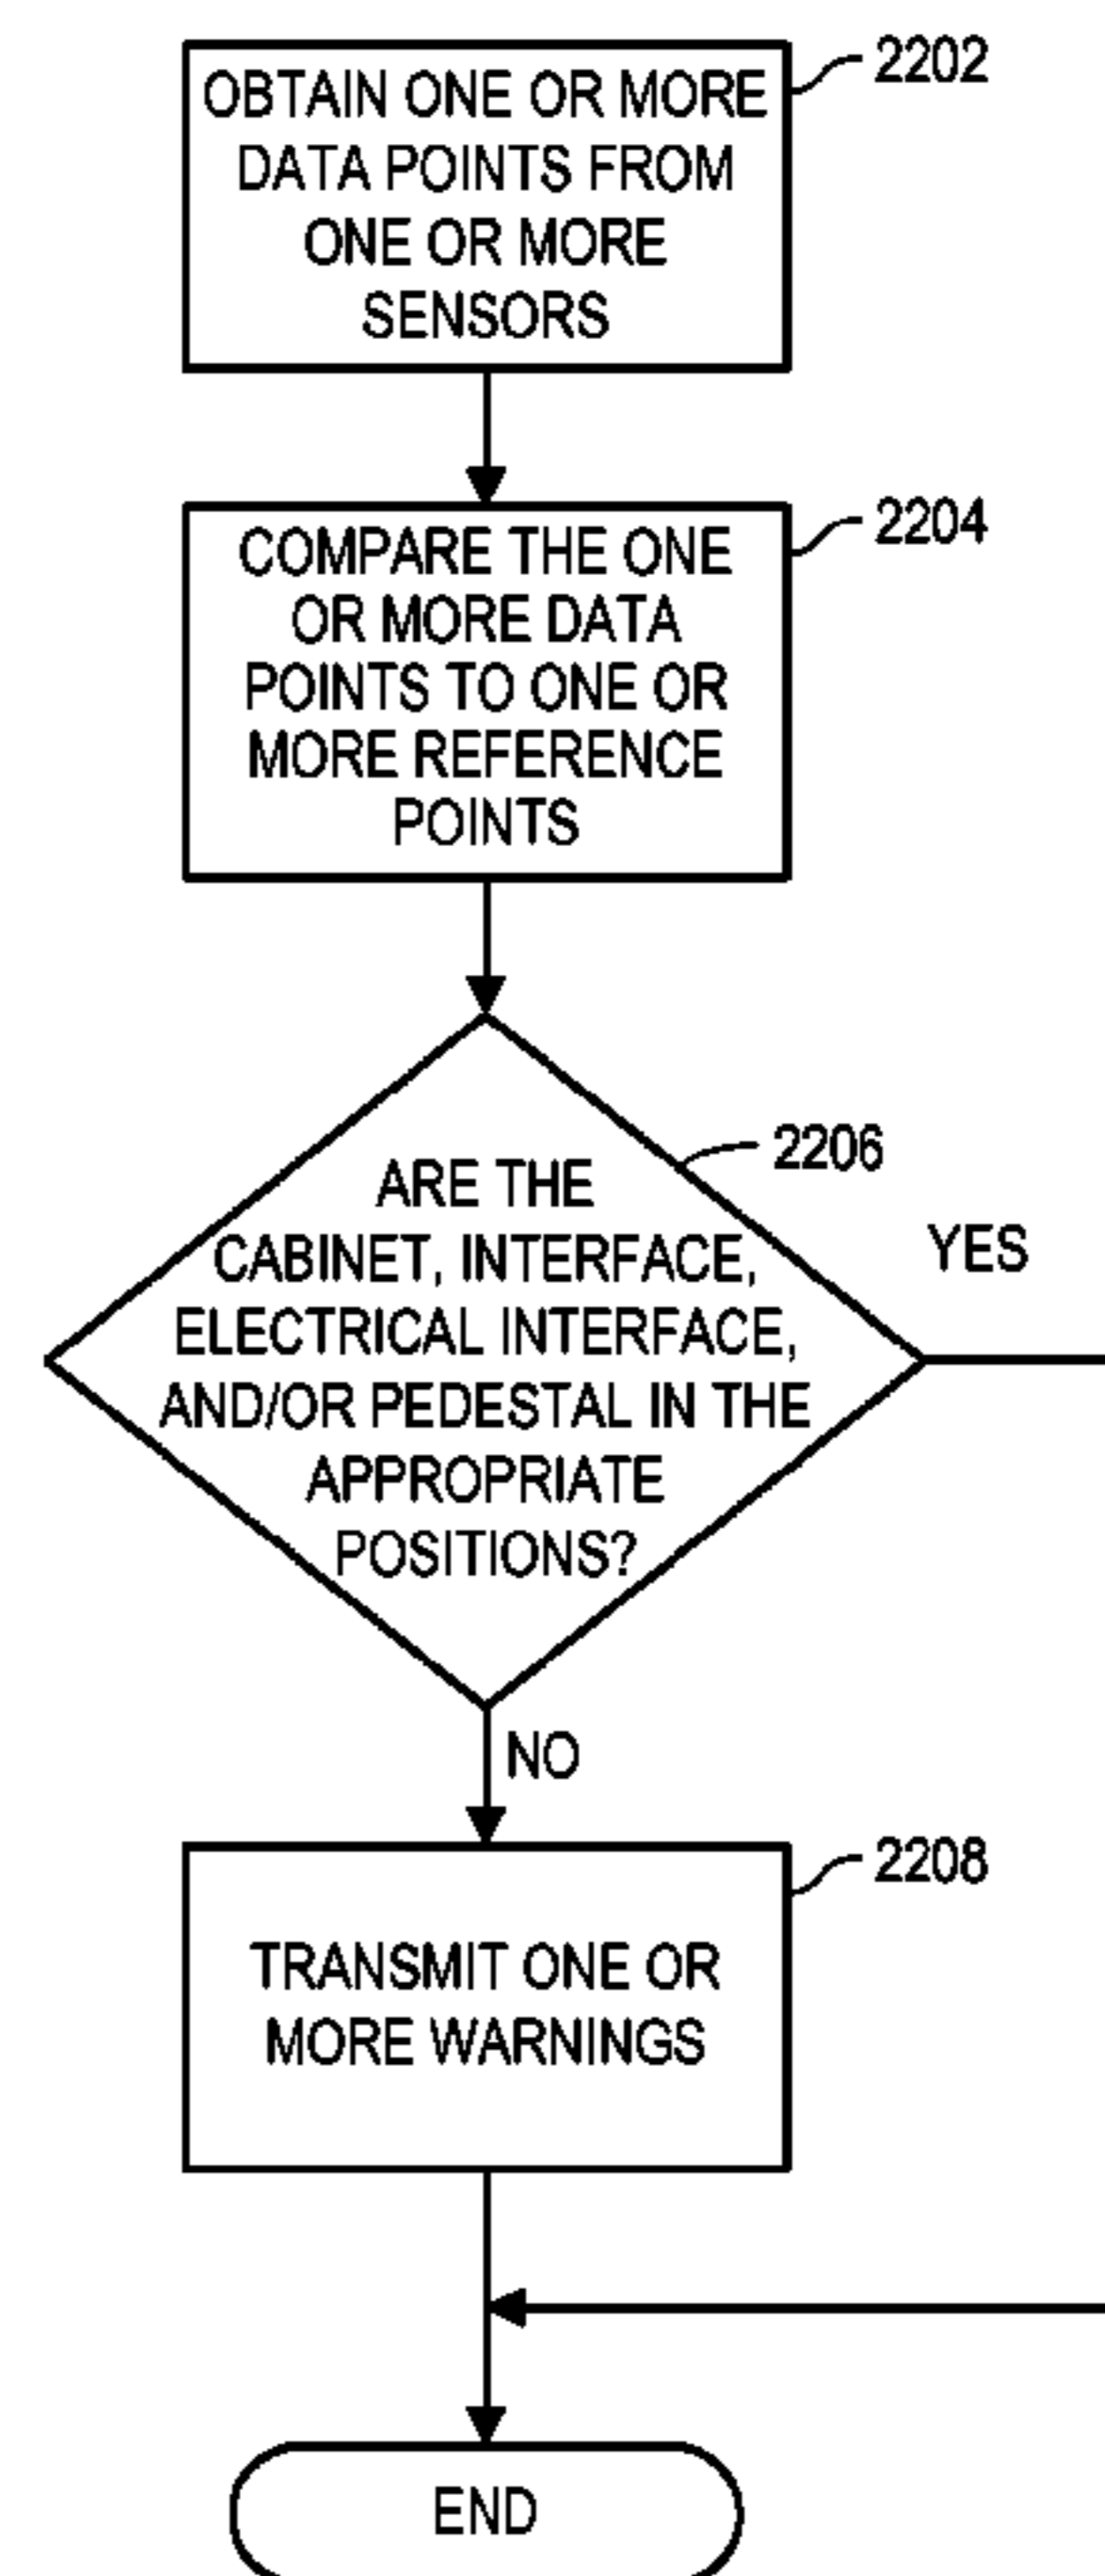 2202
OBTAIN ONE OR MORE
DATA POINTS FROM
ONE OR MORE
SENSORS
2204
COMPARE THE ONE
OR MORE DATA
POINTS TO ONE OR
MORE REFERENCE
POINTS
2206
ARE THE
CABINET, INTERFACE,
ELECTRICAL INTERFACE,
AND/OR PEDESTAL IN THE
APPROPRIATE
POSITIONS?
YES
NO
2208
TRANSMIT ONE OR
MORE WARNINGS
END